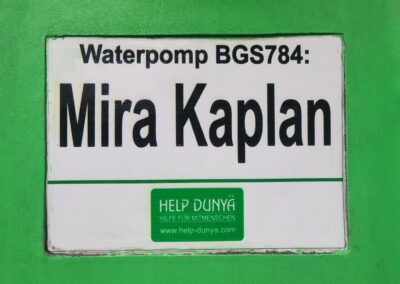 Waterpomp BGS784:
Mira Kaplan
HELP DUNYA e.V.
HILFE FÜR MITMENSCHEN
www.help-dunya.com